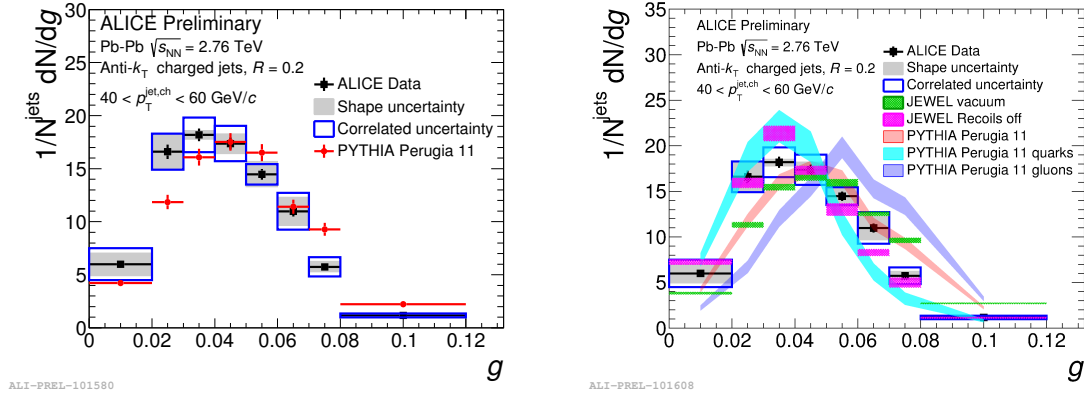 ALICE Preliminary
Pb-Pb √sNN = 2.76 TeV
Anti-kT charged jets, R = 0.2
40 < pT^jet,ch < 60 GeV/c
ALICE Data
Shape uncertainty
Correlated uncertainty
PYTHIA Perugia 11
1/N^jets dN/dg
30
25
20
15
10
5
0
0 0.02 0.04 0.06 0.08 0.1 0.12
g
ALI-PREL-101580
ALICE Preliminary
Pb-Pb √sNN = 2.76 TeV
Anti-kT charged jets, R = 0.2
40 < pT^jet,ch < 60 GeV/c
ALICE Data
Shape uncertainty
Correlated uncertainty
JEWEL vacuum
JEWEL Recoils off
PYTHIA Perugia 11
PYTHIA Perugia 11 quarks
PYTHIA Perugia 11 gluons
1/N^jets dN/dg
35
30
25
20
15
10
5
0
0 0.02 0.04 0.06 0.08 0.1 0.12
g
ALI-PREL-101608